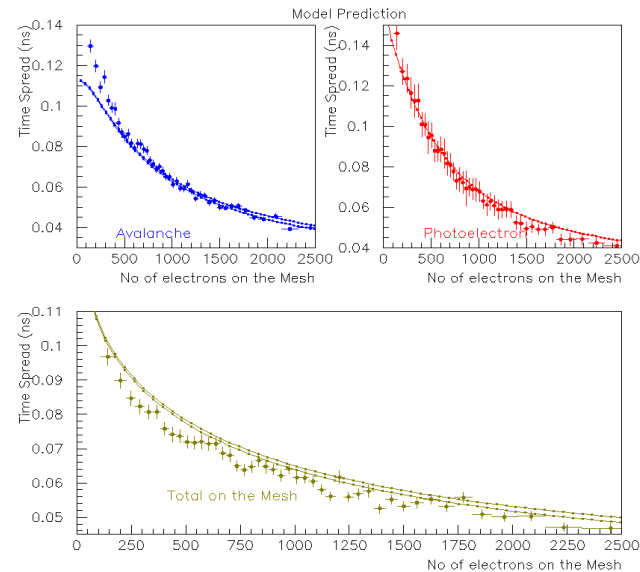 Model Prediction
Time Spread (ns)
0.14
0.12
0.1
0.08
0.06
0.04
Avalanche
0 500 1000 1500 2000 2500
No of electrons on the Mesh
Time Spread (ns)
0.14
0.12
0.1
0.08
0.06
0.04
Photoelectron
0 500 1000 1500 2000 2500
No of electrons on the Mesh
Time Spread (ns)
0.11
0.1
0.09
0.08
0.07
0.06
0.05
Total on the Mesh
0 250 500 750 1000 1250 1500 1750 2000 2250 2500
No of electrons on the Mesh